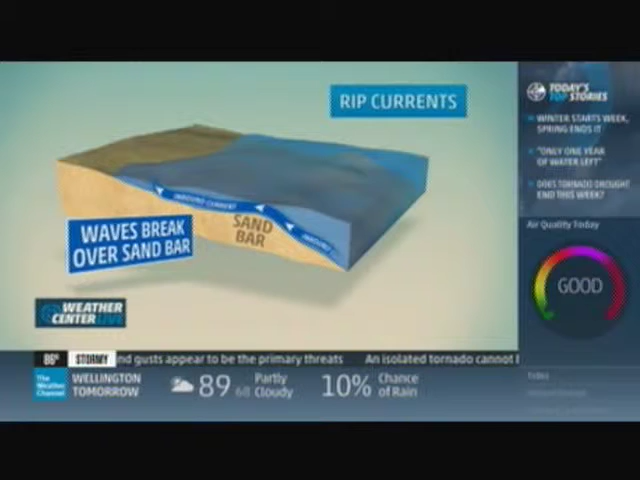 RIP CURRENTS
TODAY'S
TOP STORIES
WINTER STARTS WEEK,
SPRING ENDS IT
"ONLY ONE YEAR
OF WATER LEFT"
DOES TORNADO DROUGHT
END THIS WEEK?
INBOUND CURRENT
WAVES BREAK
OVER SAND BAR
SAND
BAR
INBOUND
Air Quality Today
GOOD
WEATHER
CENTER LIVE
86° STORMY nd gusts appear to be the primary threats An isolated tornado cannot
The
Weather
Channel
WELLINGTON
TOMORROW
89 68 Partly
Cloudy
10% Chance
of Rain